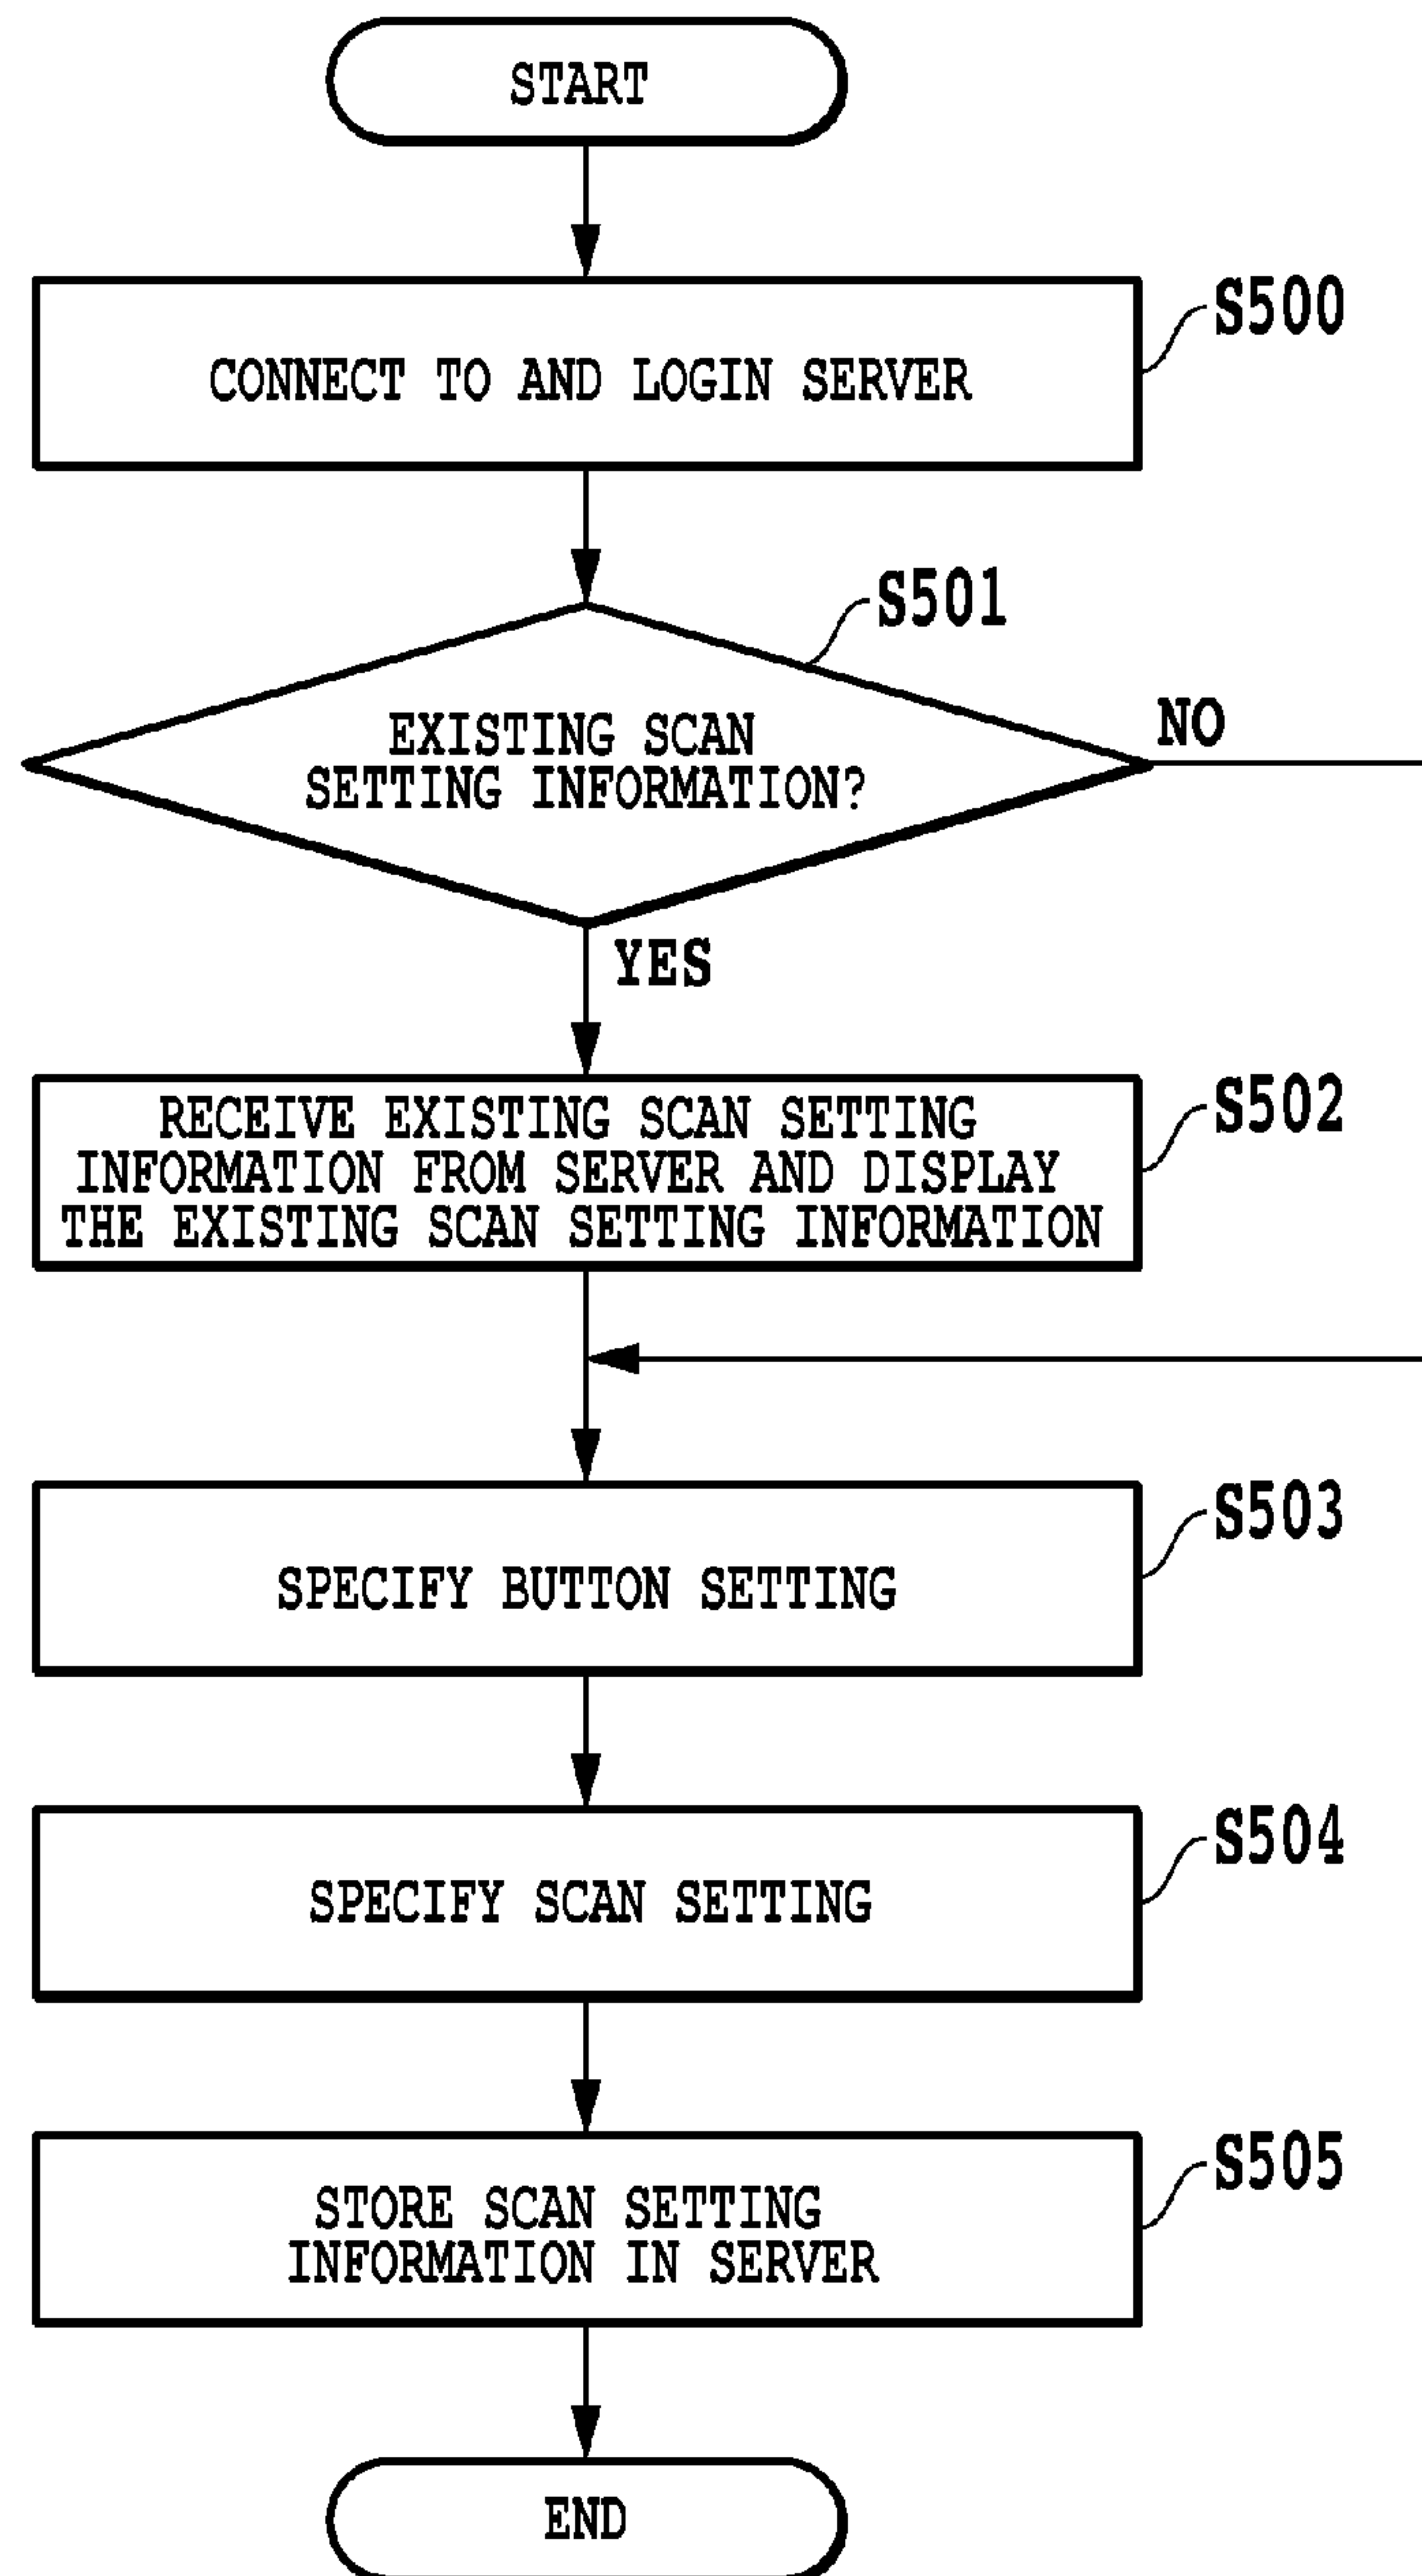 START
CONNECT TO AND LOGIN SERVER
S500
S501
EXISTING SCAN
SETTING INFORMATION?
NO
YES
RECEIVE EXISTING SCAN SETTING
INFORMATION FROM SERVER AND DISPLAY
THE EXISTING SCAN SETTING INFORMATION
S502
SPECIFY BUTTON SETTING
S503
SPECIFY SCAN SETTING
S504
STORE SCAN SETTING
INFORMATION IN SERVER
S505
END